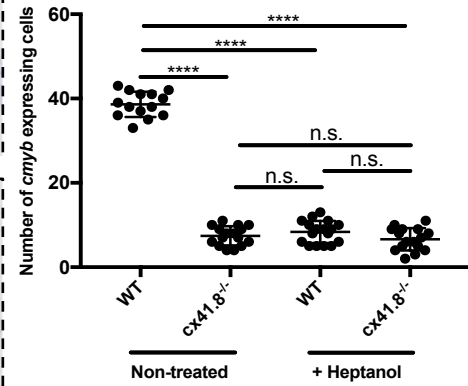 Number of cmyb expressing cells
60
40
20
0
****
****
****
n.s.
n.s.
n.s.
WT
cx41.8-/-
WT
cx41.8-/-
Non-treated
+ Heptanol